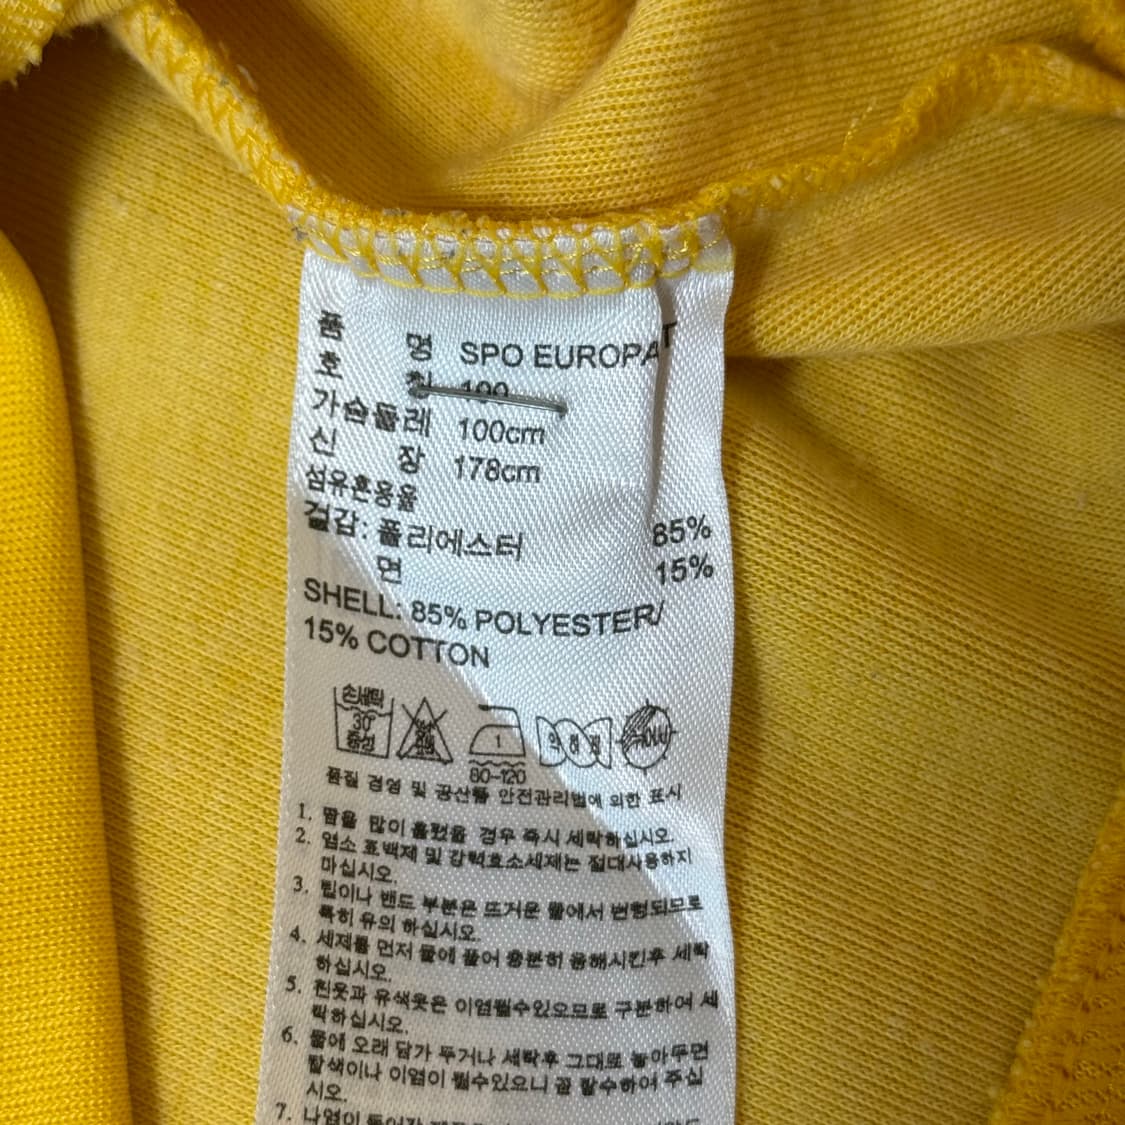 품 명 SPO EUROPA T
호 칭 100
가슴둘레 100cm
신 장 178cm
섬유혼용율
겉감: 폴리에스터 85%
면 15%
SHELL: 85% POLYESTER/
15% COTTON
손세탁
30°
중성
1
80-120
약하게
품질 경영 및 공산품 안전관리법에 의한 표시
1. 땀을 많이 흘렸을 경우 즉시 세탁하십시오.
2. 염소 표백제 및 강력효소세제는 절대사용하지
마십시오.
3. 립이나 밴드 부분은 뜨거운 물에서 변형되므로
특히 유의 하십시오.
4. 세제를 먼저 물에 풀어 충분히 용해시킨후 세탁
하십시오.
5. 흰옷과 유색옷은 이염될수있으므로 구분하여 세
탁하십시오.
6. 물에 오래 담가 두거나 세탁후 그대로 놓아두면
탈색이나 이염이 될수있으니 곧 탈수하여 주십
시오.
7.